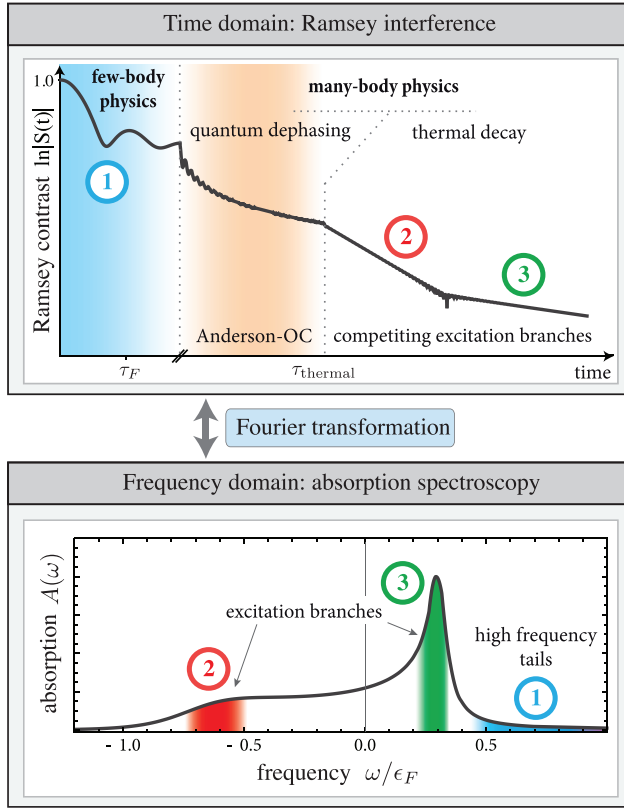 Time domain: Ramsey interference
few-body
physics
many-body physics
quantum dephasing
thermal decay
1.0
Ramsey contrast ln|S(t)|
1
2
3
Anderson-OC
competiting excitation branches
τ_F
τ_thermal
time
Fourier transformation
Frequency domain: absorption spectroscopy
absorption A(ω)
3
excitation branches
high frequency
tails
2
1
- 1.0
- 0.5
0.0
0.5
frequency ω/ϵ_F